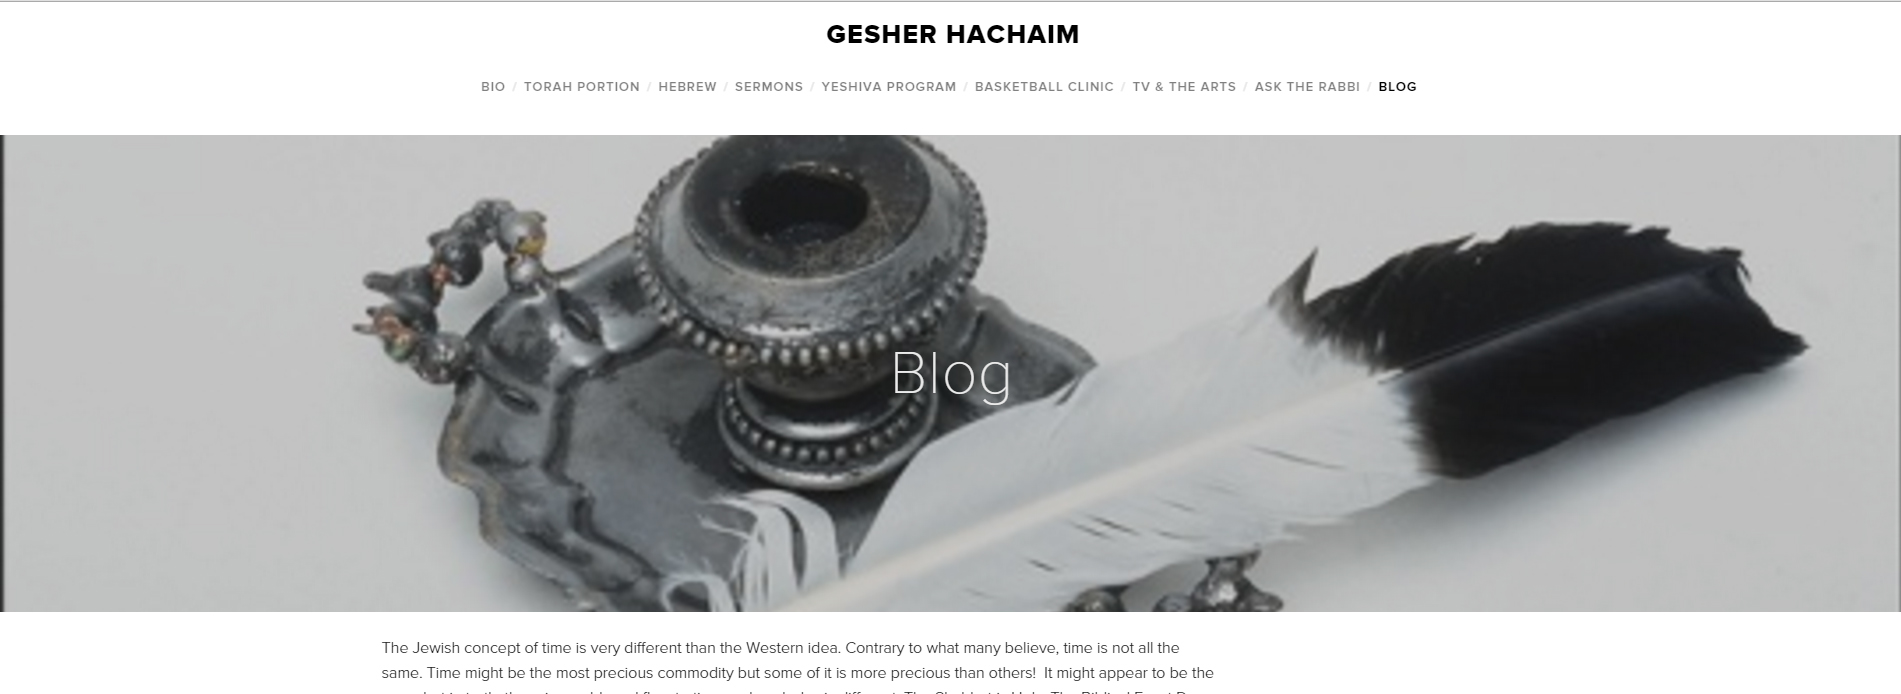 GESHER HACHAIM
BIO / TORAH PORTION / HEBREW / SERMONS / YESHIVA PROGRAM / BASKETBALL CLINIC / TV & THE ARTS / ASK THE RABBI / BLOG
Blog
The Jewish concept of time is very different than the Western idea. Contrary to what many believe, time is not all the
same. Time might be the most precious commodity but some of it is more precious than others!  It might appear to be the